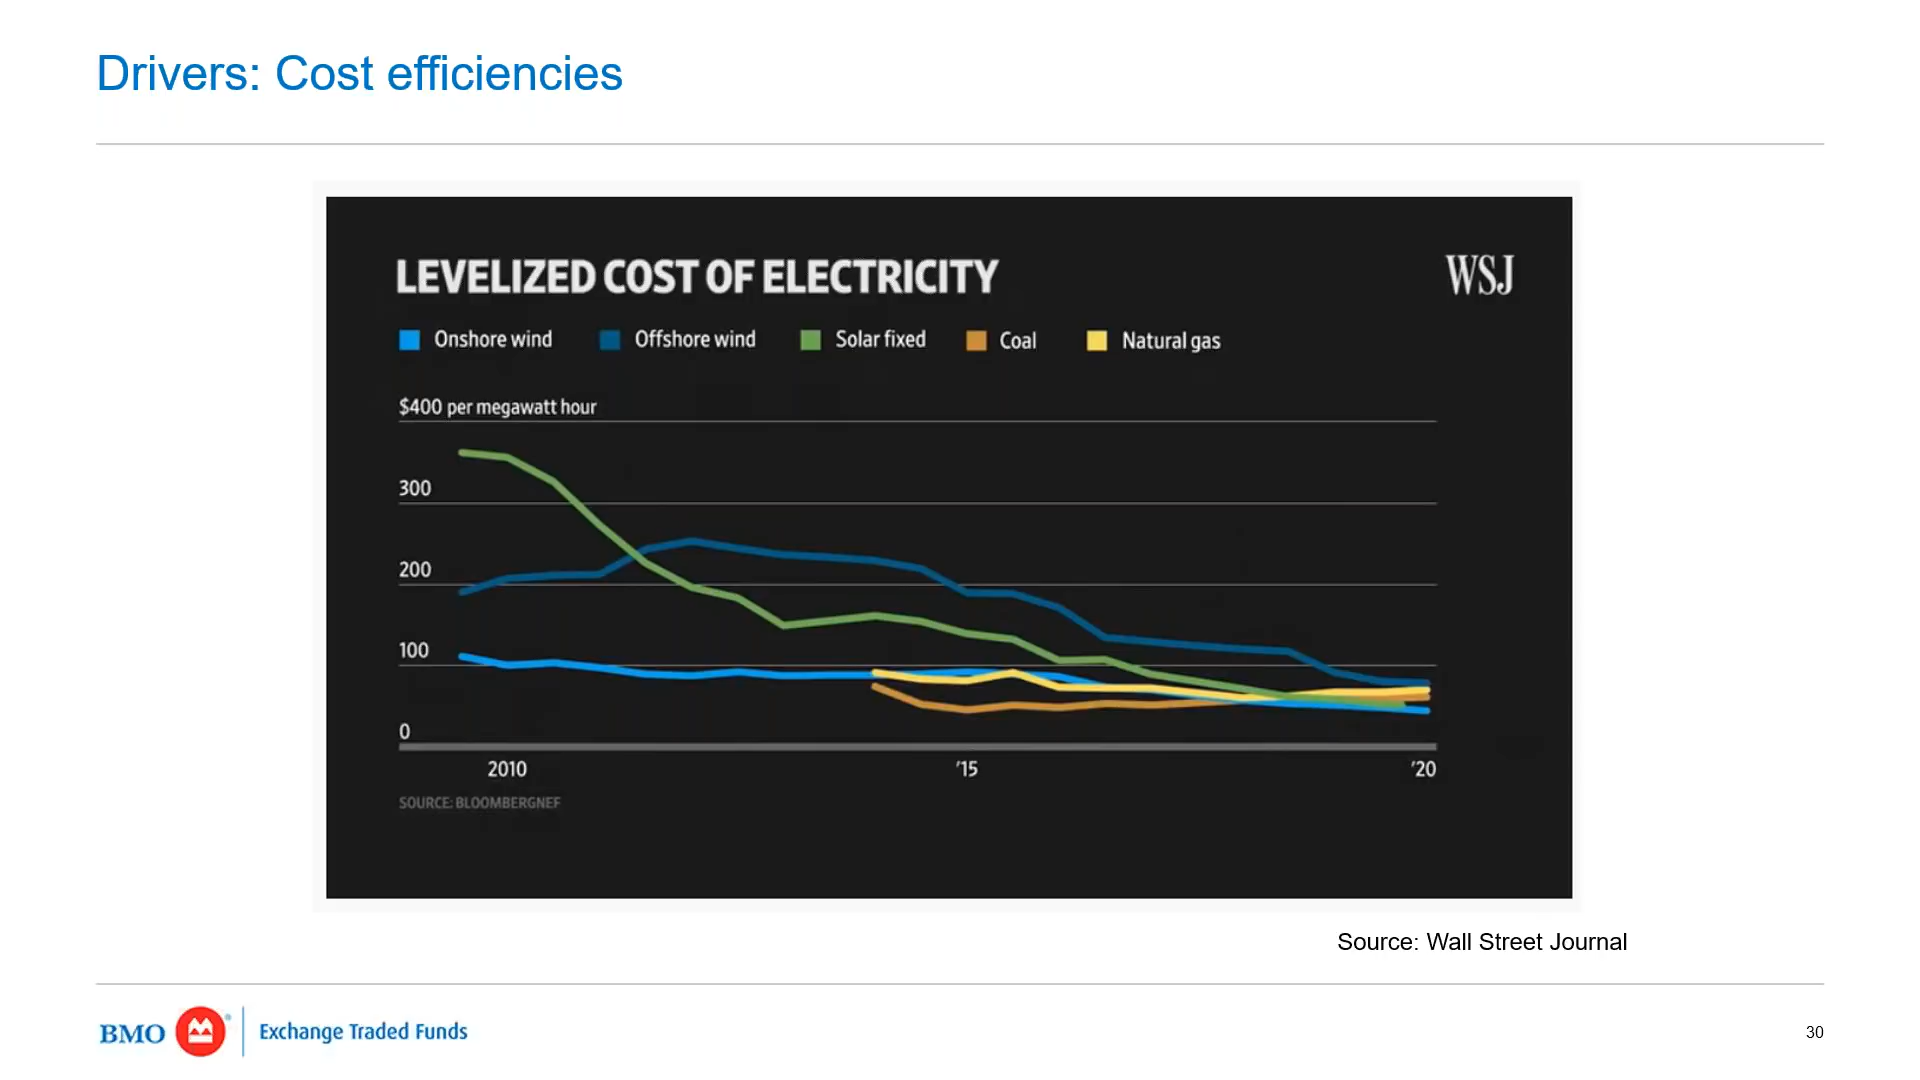 Drivers: Cost efficiencies
LEVELIZED COST OF ELECTRICITY
WSJ
Onshore wind
Offshore wind
Solar fixed
Coal
Natural gas
$400 per megawatt hour
300
200
100
0
2010
'15
'20
SOURCE: BLOOMBERGNEF
Source: Wall Street Journal
BMO
®
Exchange Traded Funds
30